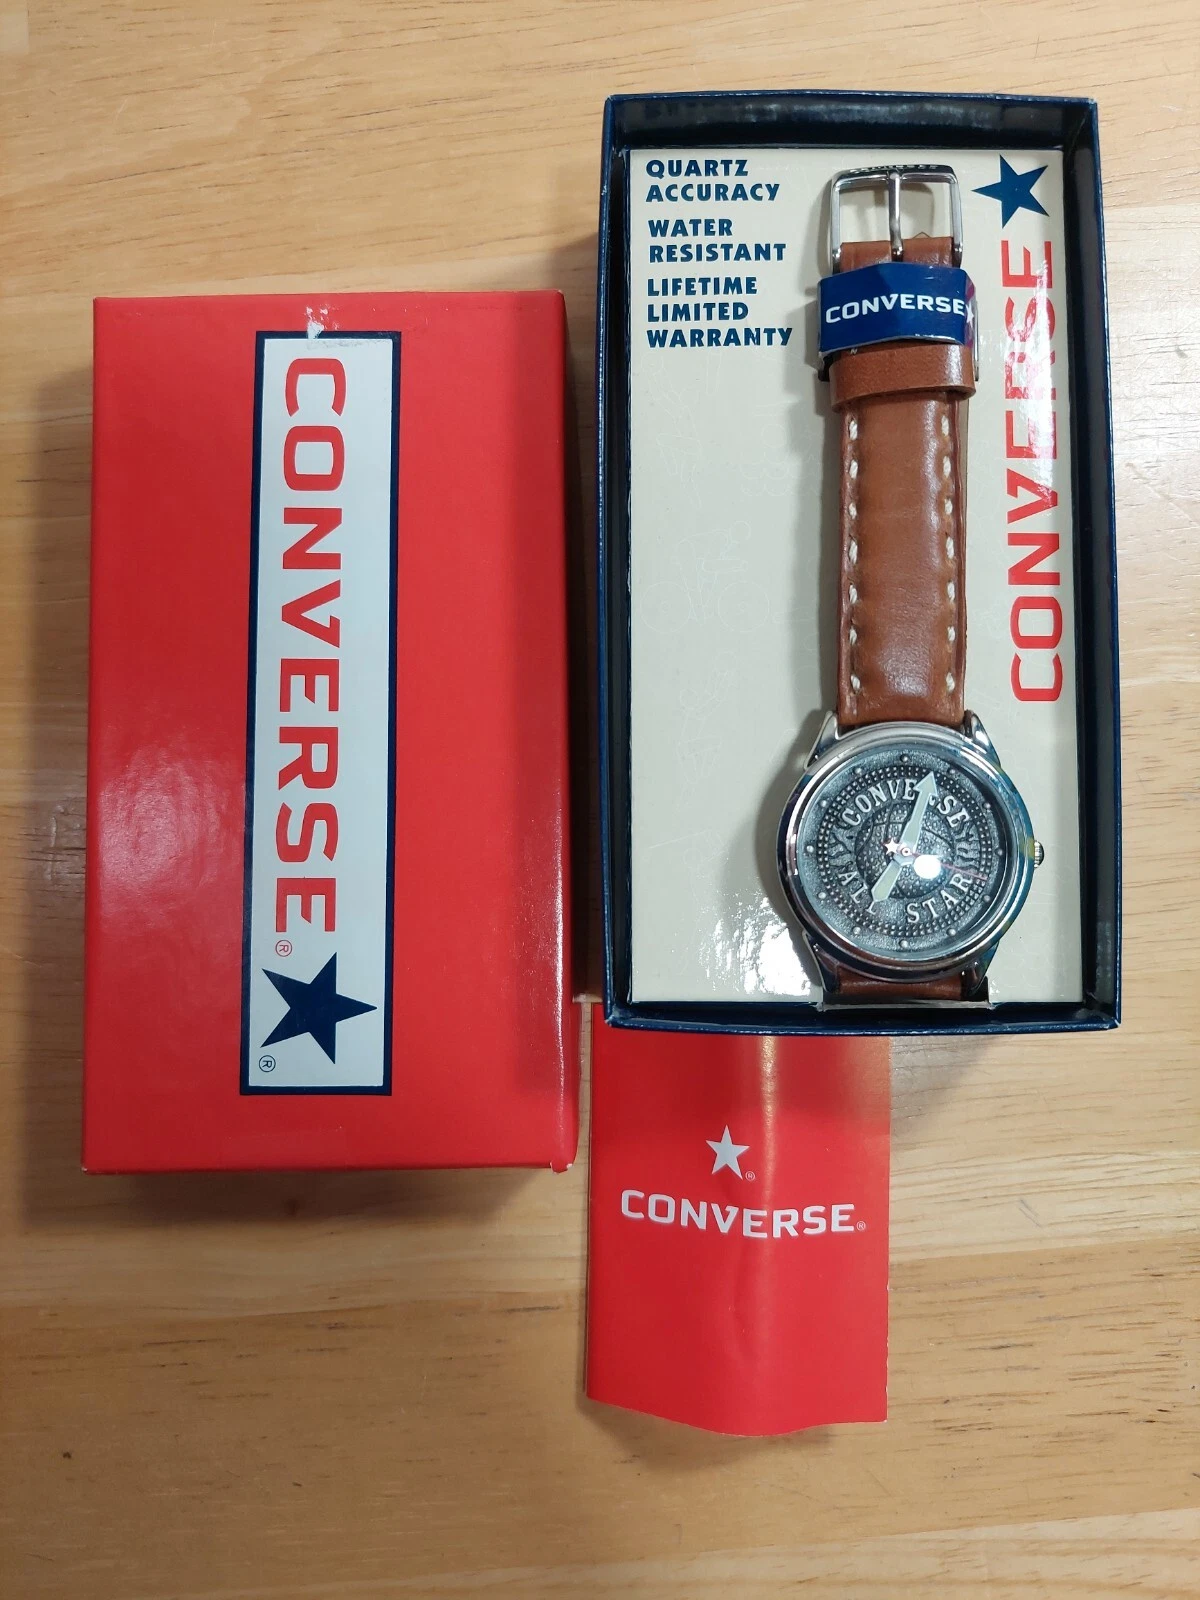 CONVERSE®
®
QUARTZ
ACCURACY
WATER
RESISTANT
LIFETIME
LIMITED
WARRANTY
CONVERSE
CONVERSE
CONVERSE
ALL STAR
®
CONVERSE®